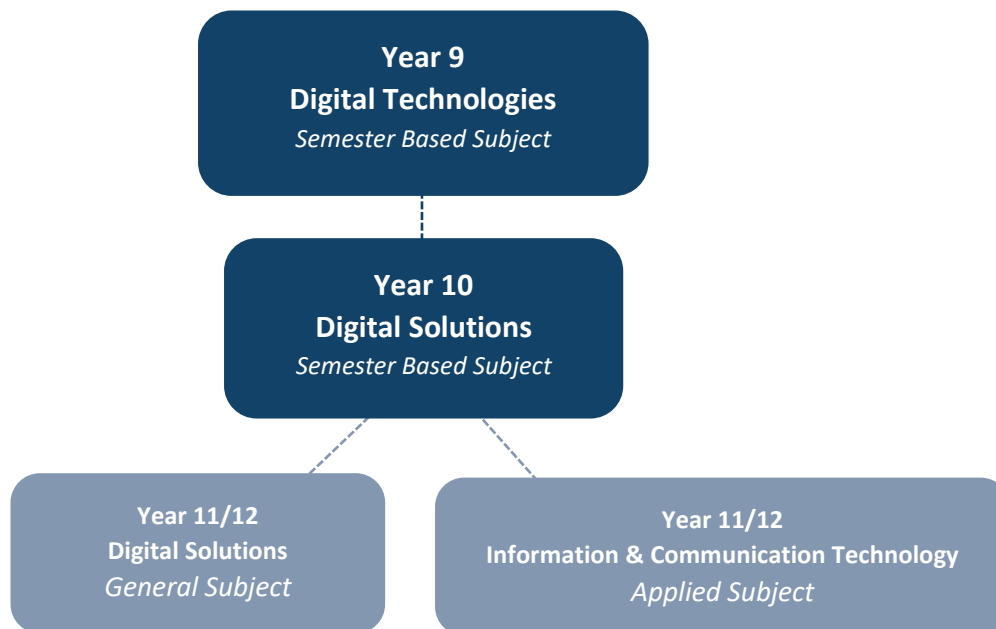 Year 9
Digital Technologies
Semester Based Subject
Year 10
Digital Solutions
Semester Based Subject
Year 11/12
Digital Solutions
General Subject
Year 11/12
Information & Communication Technology
Applied Subject